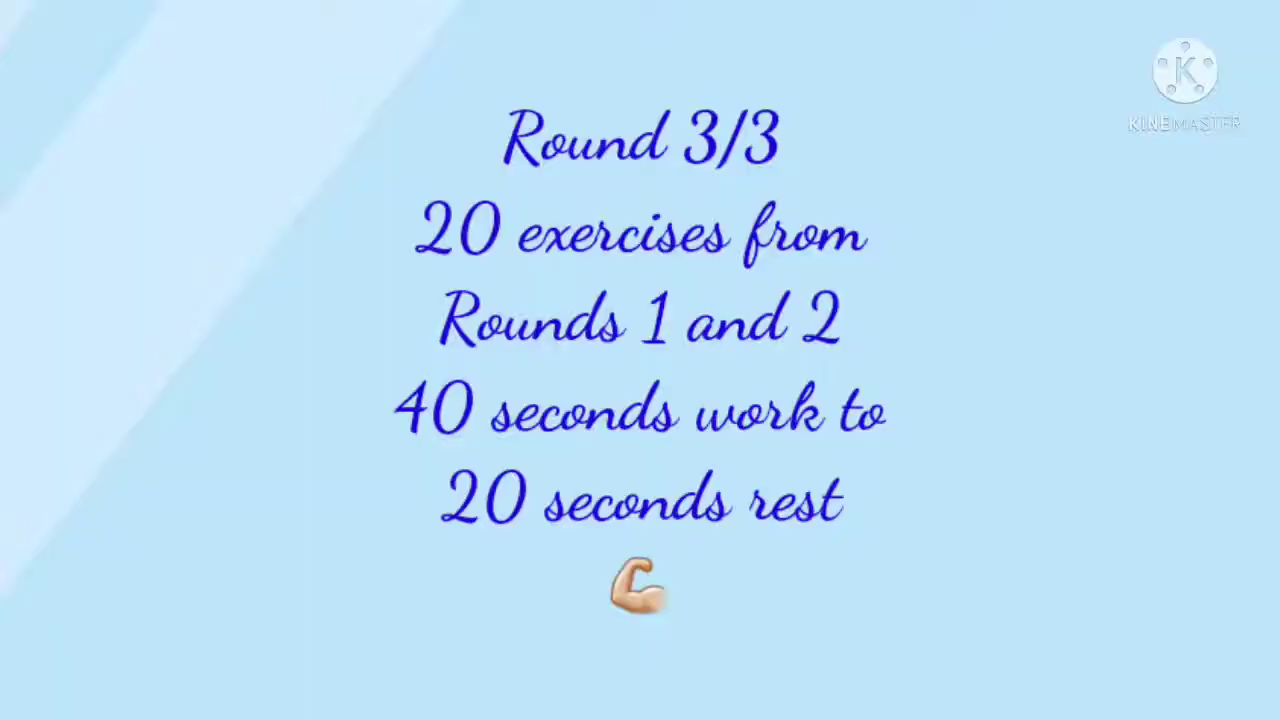 Round 3/3
20 exercises from
Rounds 1 and 2
40 seconds work to
20 seconds rest
💪🏼
K
KINEMASTER